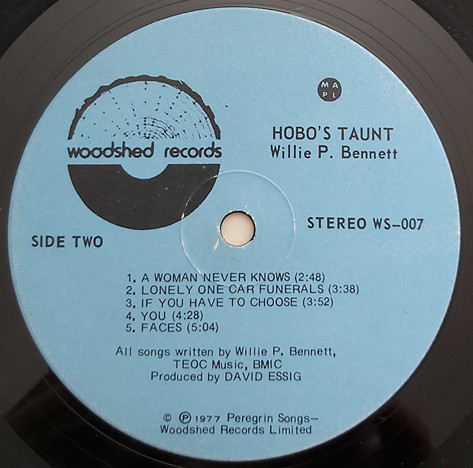 MA
PL
HOBO'S TAUNT
Willie P. Bennett
woodshed records
STEREO WS-007
SIDE TWO
1. A WOMAN NEVER KNOWS (2:48)
2. LONELY ONE CAR FUNERALS (3:38)
3. IF YOU HAVE TO CHOOSE (3:52)
4. YOU (4:28)
5. FACES (5:04)
All songs written by Willie P. Bennett,
TEOC Music, BMIC
Produced by DAVID ESSIG
© ℗ 1977 Peregrin Songs—
Woodshed Records Limited